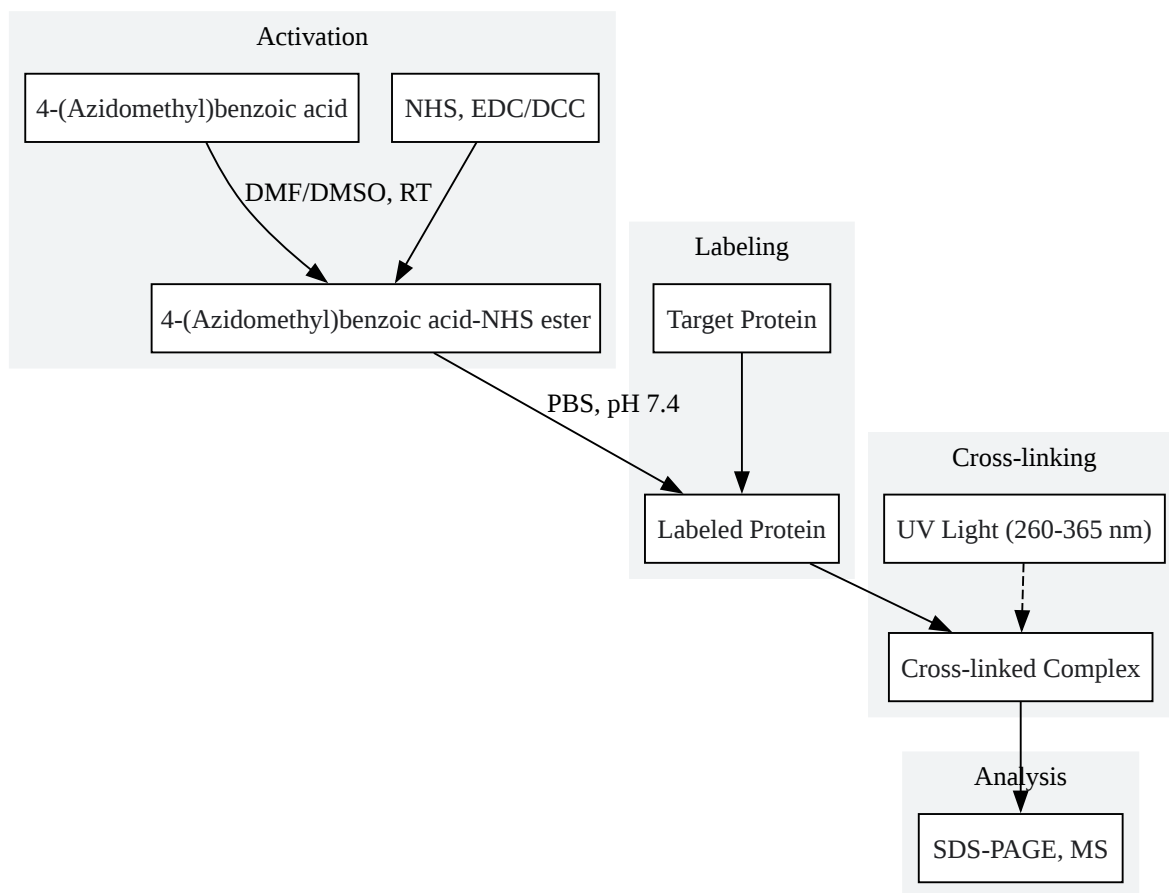 Activation
4-(Azidomethyl)benzoic acid
NHS, EDC/DCC
DMF/DMSO, RT
4-(Azidomethyl)benzoic acid-NHS ester
Labeling
Target Protein
PBS, pH 7.4
Labeled Protein
Cross-linking
UV Light (260-365 nm)
Cross-linked Complex
Analysis
SDS-PAGE, MS